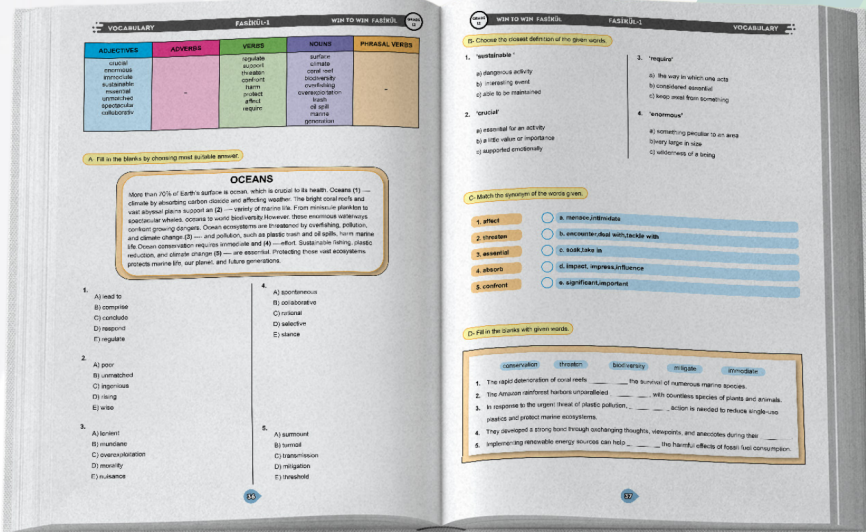 VOCABULARY
FASİKÜL-1
WIN TO WIN FASİKÜL
GRADE
12
ADJECTIVES
crucial
enormous
immediate
sustainable
essential
unmatched
spectacula
collaborativ
ADVERBS
-
VERBS
regulate
support
threaten
confront
harm
protect
affect
require
NOUNS
surface
climate
coral reef
biodiversity
overfishing
overexploitation
trash
oil spill
marine
generation
PHRASAL VERBS
-
A- Fill in the blanks by choosing most suitable answer.
OCEANS
More than 70% of Earth's surface is ocean, which is crucial to its health. Oceans (1) ----
climate by absorbing carbon dioxide and affecting weather. The bright coral reefs and
vast abyssal plains support an (2) ---- variety of marine life. From miniscule plankton to
spectacular whales, oceans to world biodiversity.However, these enormous waterways
confront growing dangers. Ocean ecosystems are threatened by overfishing, pollution,
and climate change.(3) ---- and pollution, such as plastic trash and oil spills, harm marine
life.Ocean conservation requires immediate and (4) ----effort. Sustainable fishing, plastic
reduction, and climate change (5) ---- are essential. Protecting those vast ecosystems
protects marine life, our planet, and future generations.
1.
A) lead to
B) comprise
C) conclude
D) respond
E) regulate
2.
A) poor
B) unmatched
C) ingenious
D) rising
E) wise
3.
A) lenient
B) mundane
C) overexploitation
D) morality
E) nuisance
4.
A) spontaneous
B) collaborative
C) rational
D) selective
E) stance
5.
A) surmount
B) turmoil
C) transmission
D) mitigation
E) threshold
36
GRADE
12
WIN TO WIN FASİKÜL
FASİKÜL-1
VOCABULARY
B- Choose the closest definition of the given words.
1. 'sustainable '
a) dangerous activity
b) interesting event
c) able to be maintained
2. 'crucial'
a) essential for an activity
b) a little value or importance
c) supported emotionally
3. 'require'
a) the way in which one acts
b) considered essential
c) keep away from something
4. 'enormous'
a) something peculiar to an area
b)very large in size
c) wilderness of a being
C- Match the synonym of the words given.
1. affect
2. threaten
3. essential
4. absorb
5. confront
a. menace,intimidate
b. encounter,deal with,tackle with
c. soak,take in
d. impact, impress,influence
e. significant,important
D- Fill in the blanks with given words.
conservation threaten biodiversity mitigate immediate
1. The rapid deterioration of coral reefs ________ the survival of numerous marine species.
2. The Amazon rainforest harbors unparalleled ________ with countless species of plants and animals.
3. In response to the urgent threat of plastic pollution, ________ action is needed to reduce single-use
plastics and protect marine ecosystems.
4. They developed a strong bond through exchanging thoughts, viewpoints, and anecdotes during their ________
5. Implementing renewable energy sources can help ________ the harmful effects of fossil fuel consumption.
37